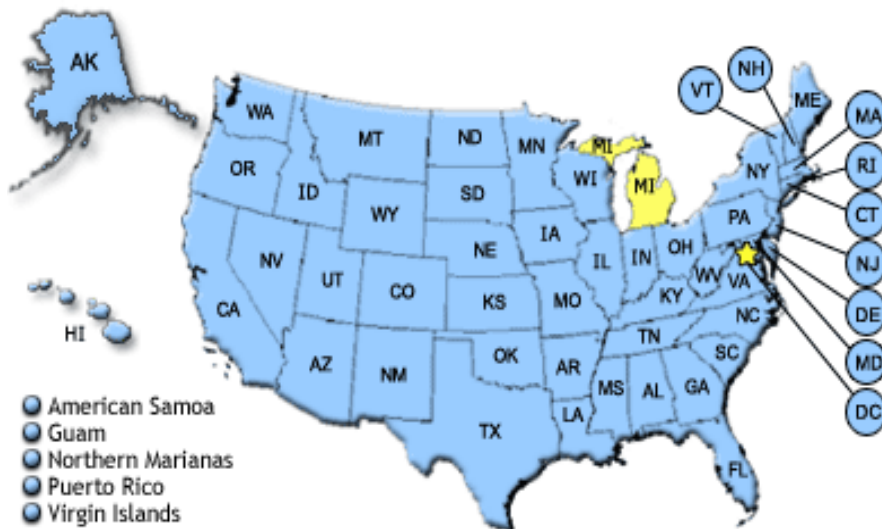 AK
NH
VT
ME
MA
WA
MT
ND
MN
MI
NY
RI
OR
ID
SD
WI
MI
CT
WY
PA
IA
NE
OH
NJ
NV
UT
IL
IN
WV
VA
CO
DE
CA
KS
MO
KY
HI
NC
TN
MD
AZ
NM
OK
AR
SC
MS
AL
GA
DC
LA
TX
FL
American Samoa
Guam
Northern Marianas
Puerto Rico
Virgin Islands